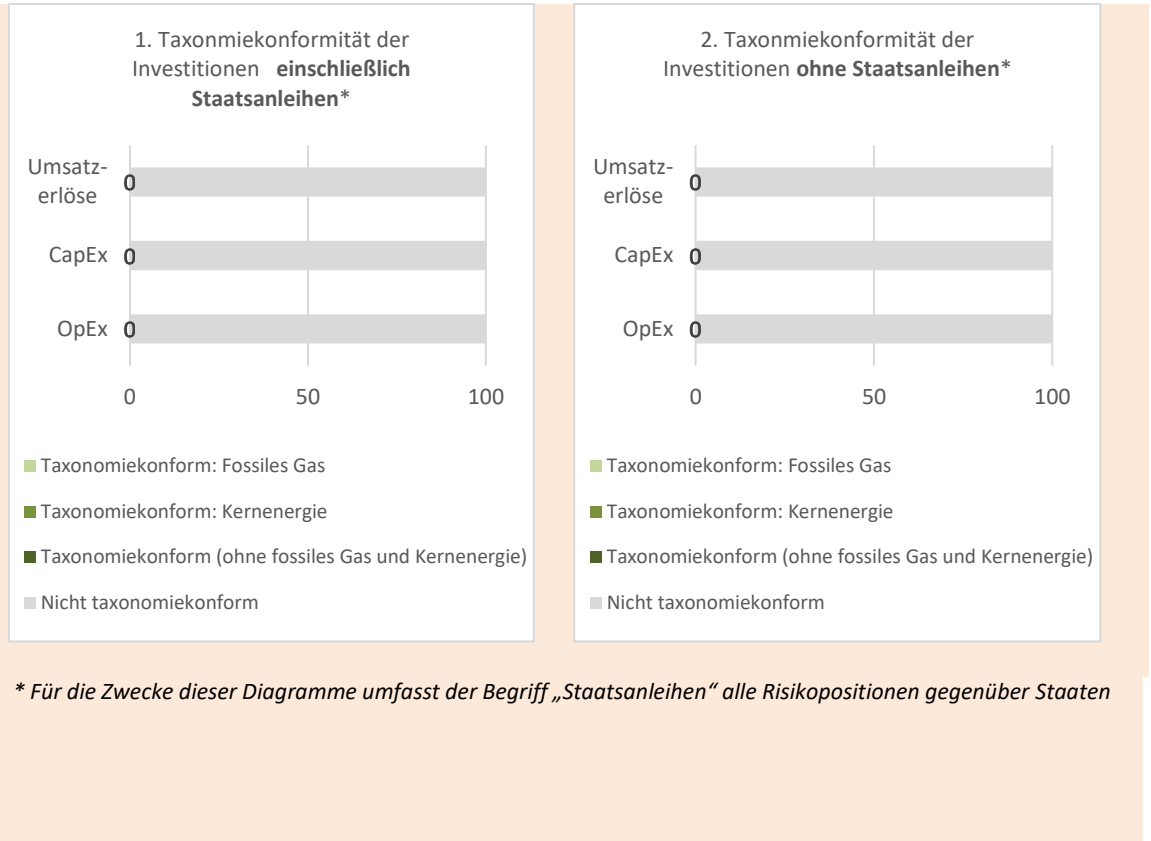 1. Taxonmiekonformität der
Investitionen einschließlich
Staatsanleihen*
Umsatz-
erlöse
0
CapEx 0
OpEx 0
0 50 100
Taxonomiekonform: Fossiles Gas
Taxonomiekonform: Kernenergie
Taxonomiekonform (ohne fossiles Gas und Kernenergie)
Nicht taxonomiekonform
2. Taxonmiekonformität der
Investitionen ohne Staatsanleihen*
Umsatz-
erlöse
0
CapEx 0
OpEx 0
0 50 100
Taxonomiekonform: Fossiles Gas
Taxonomiekonform: Kernenergie
Taxonomiekonform (ohne fossiles Gas und Kernenergie)
Nicht taxonomiekonform
* Für die Zwecke dieser Diagramme umfasst der Begriff „Staatsanleihen“ alle Risikopositionen gegenüber Staaten